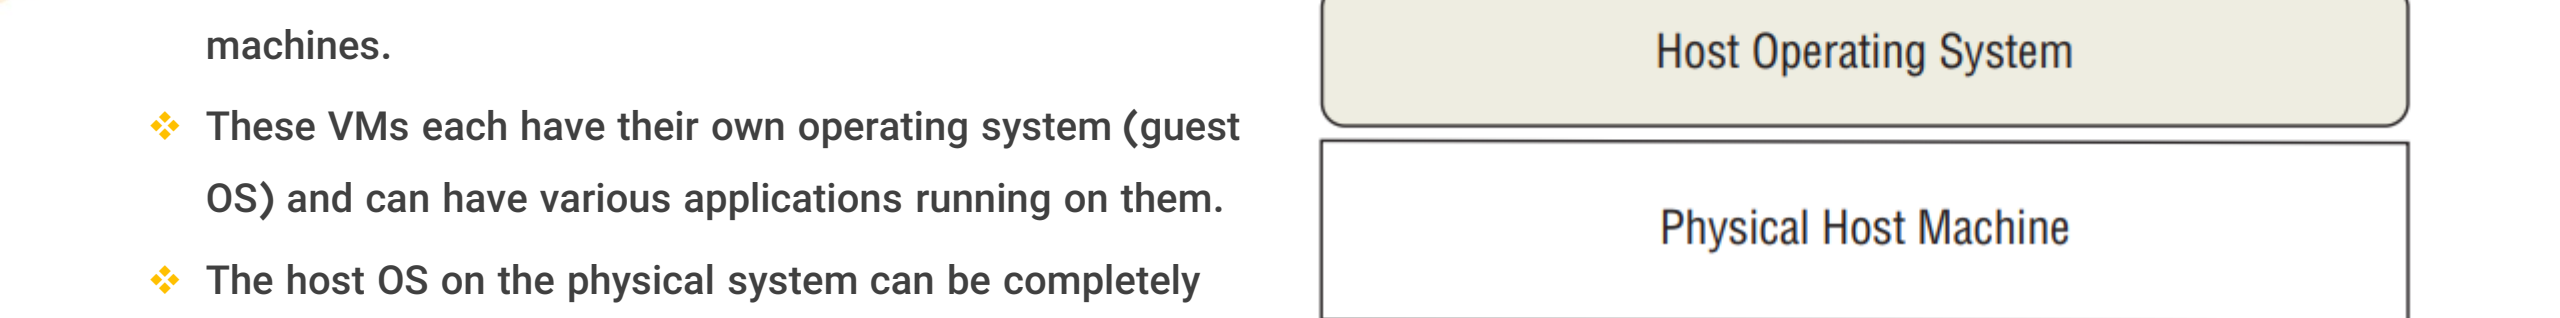 machines.
These VMs each have their own operating system (guest
OS) and can have various applications running on them.
The host OS on the physical system can be completely
Host Operating System
Physical Host Machine